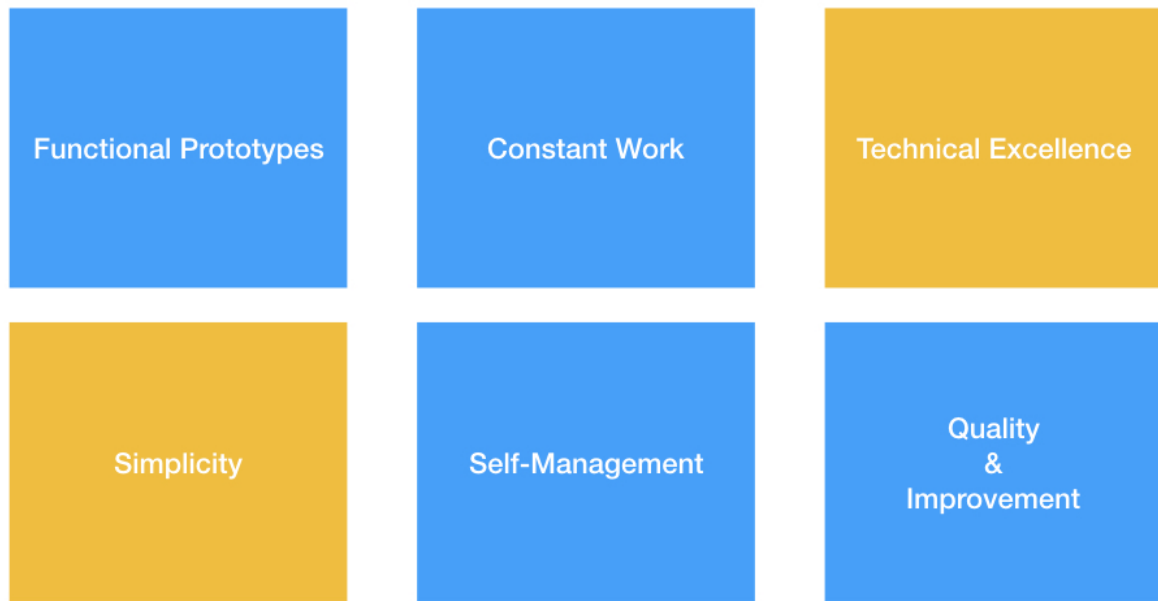 Functional Prototypes
Constant Work
Technical Excellence
Simplicity
Self-Management
Quality
&
Improvement